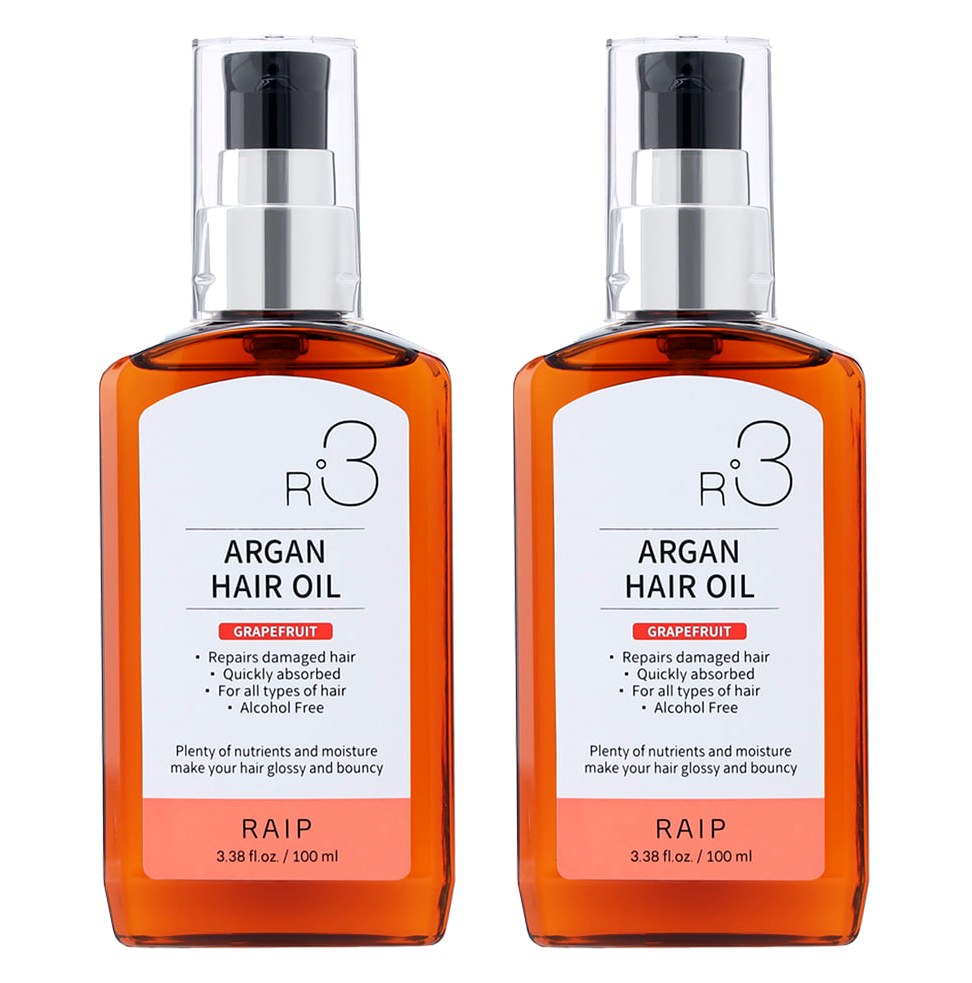 R3
ARGAN
HAIR OIL
GRAPEFRUIT
• Repairs damaged hair
• Quickly absorbed
• For all types of hair
• Alcohol Free
Plenty of nutrients and moisture
make your hair glossy and bouncy
RAIP
3.38 fl.oz. / 100 ml
R3
ARGAN
HAIR OIL
GRAPEFRUIT
• Repairs damaged hair
• Quickly absorbed
• For all types of hair
• Alcohol Free
Plenty of nutrients and moisture
make your hair glossy and bouncy
RAIP
3.38 fl.oz. / 100 ml